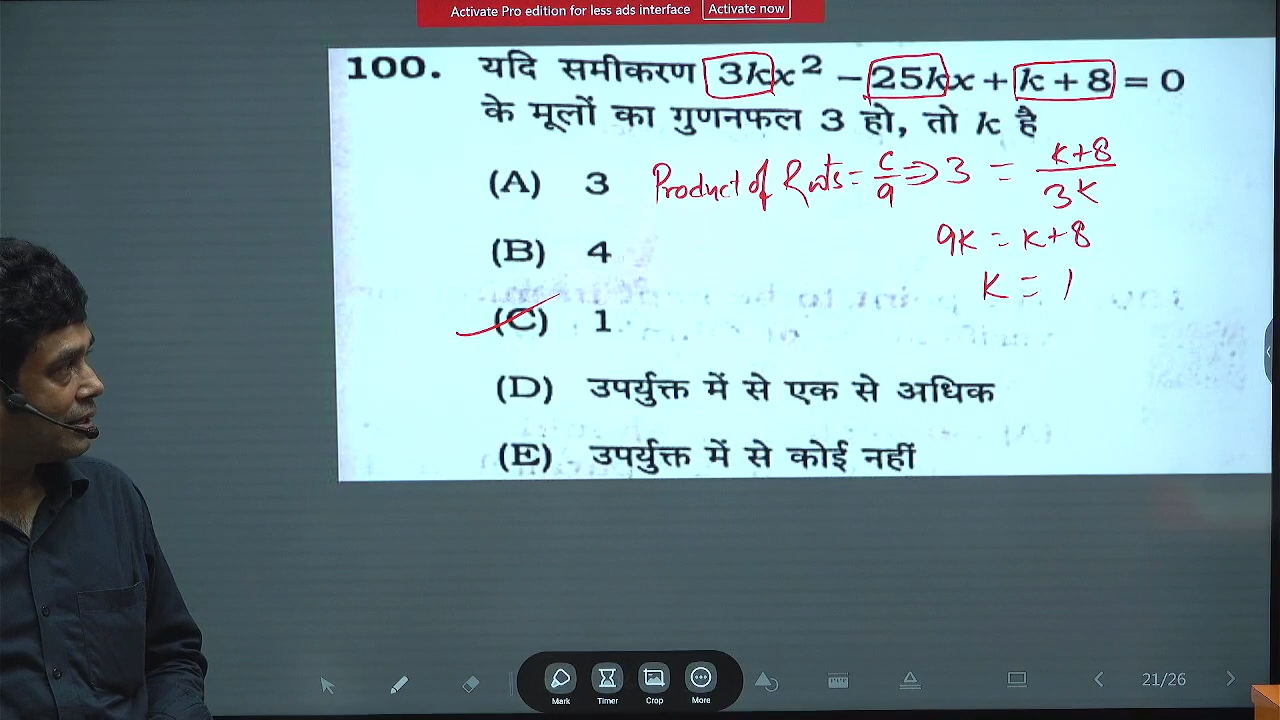 Activate Pro edition for less ads interface Activate now
100. यदि समीकरण 3kx² − 25kx + k + 8 = 0
के मूलों का गुणनफल 3 हो, तो k है
(A) 3 Product of Roots = c/a ⇒ 3 = k+8/3k
9k = k+8
(B) 4
k = 1
(C) 1
(D) उपर्युक्त में से एक से अधिक
(E) उपर्युक्त में से कोई नहीं
Mark Timer Crop More
21/26